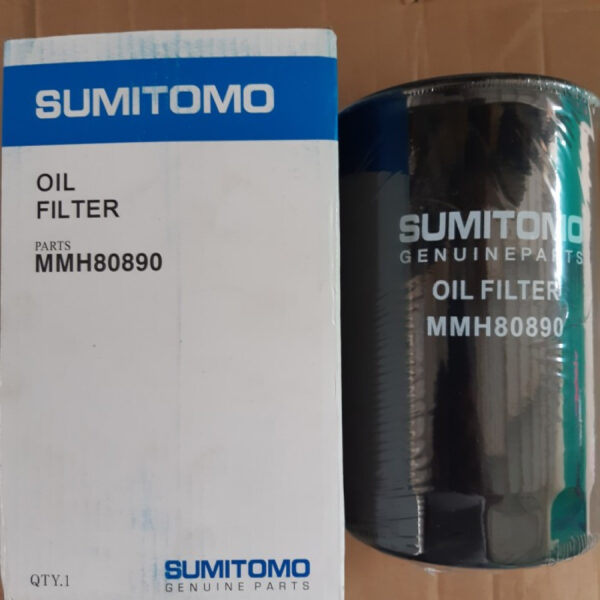 SUMITOMO
OIL
FILTER
PARTS
MMH80890
QTY.1
SUMITOMO
GENUINE PARTS
SUMITOMO
GENUINEPARTS
OIL FILTER
MMH80890